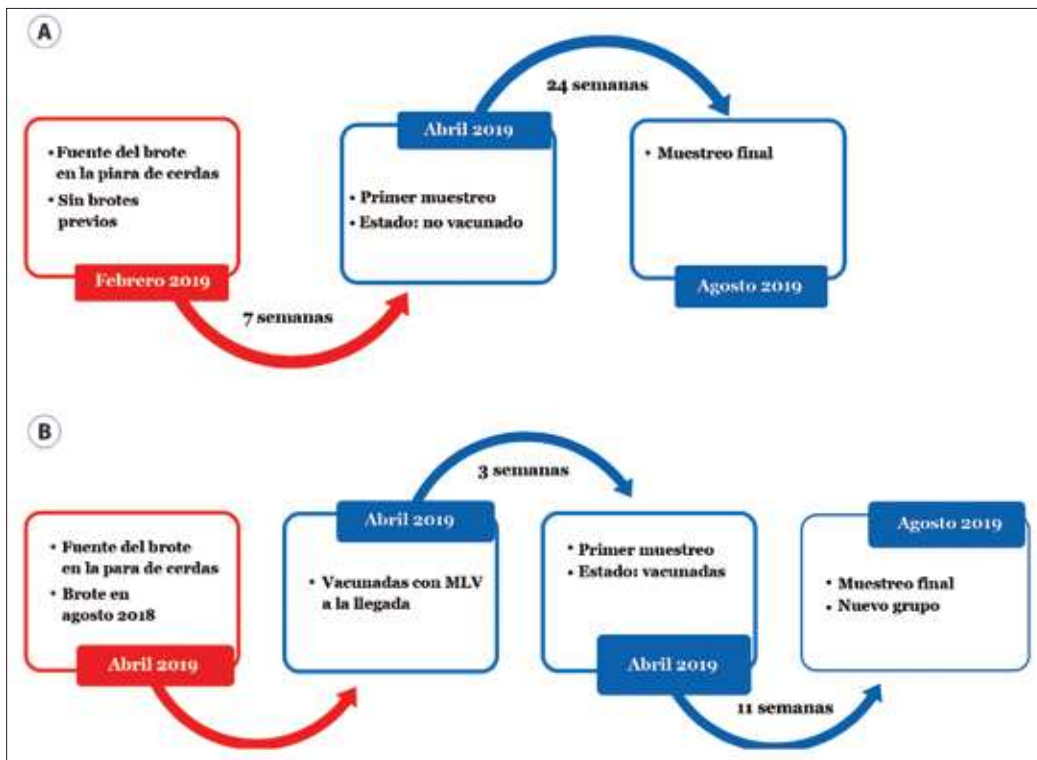 A
24 semanas
Abril 2019
• Fuente del brote
en la piara de cerdas
• Sin brotes
previos
Febrero 2019
7 semanas
• Primer muestreo
• Estado: no vacunado
• Muestreo final
Agosto 2019
B
3 semanas
• Fuente del brote
en la para de cerdas
• Brote en
agosto 2018
Abril 2019
Abril 2019
• Vacunadas con MLV
a la llegada
• Primer muestreo
• Estado: vacunadas
Abril 2019
11 semanas
Agosto 2019
• Muestreo final
• Nuevo grupo